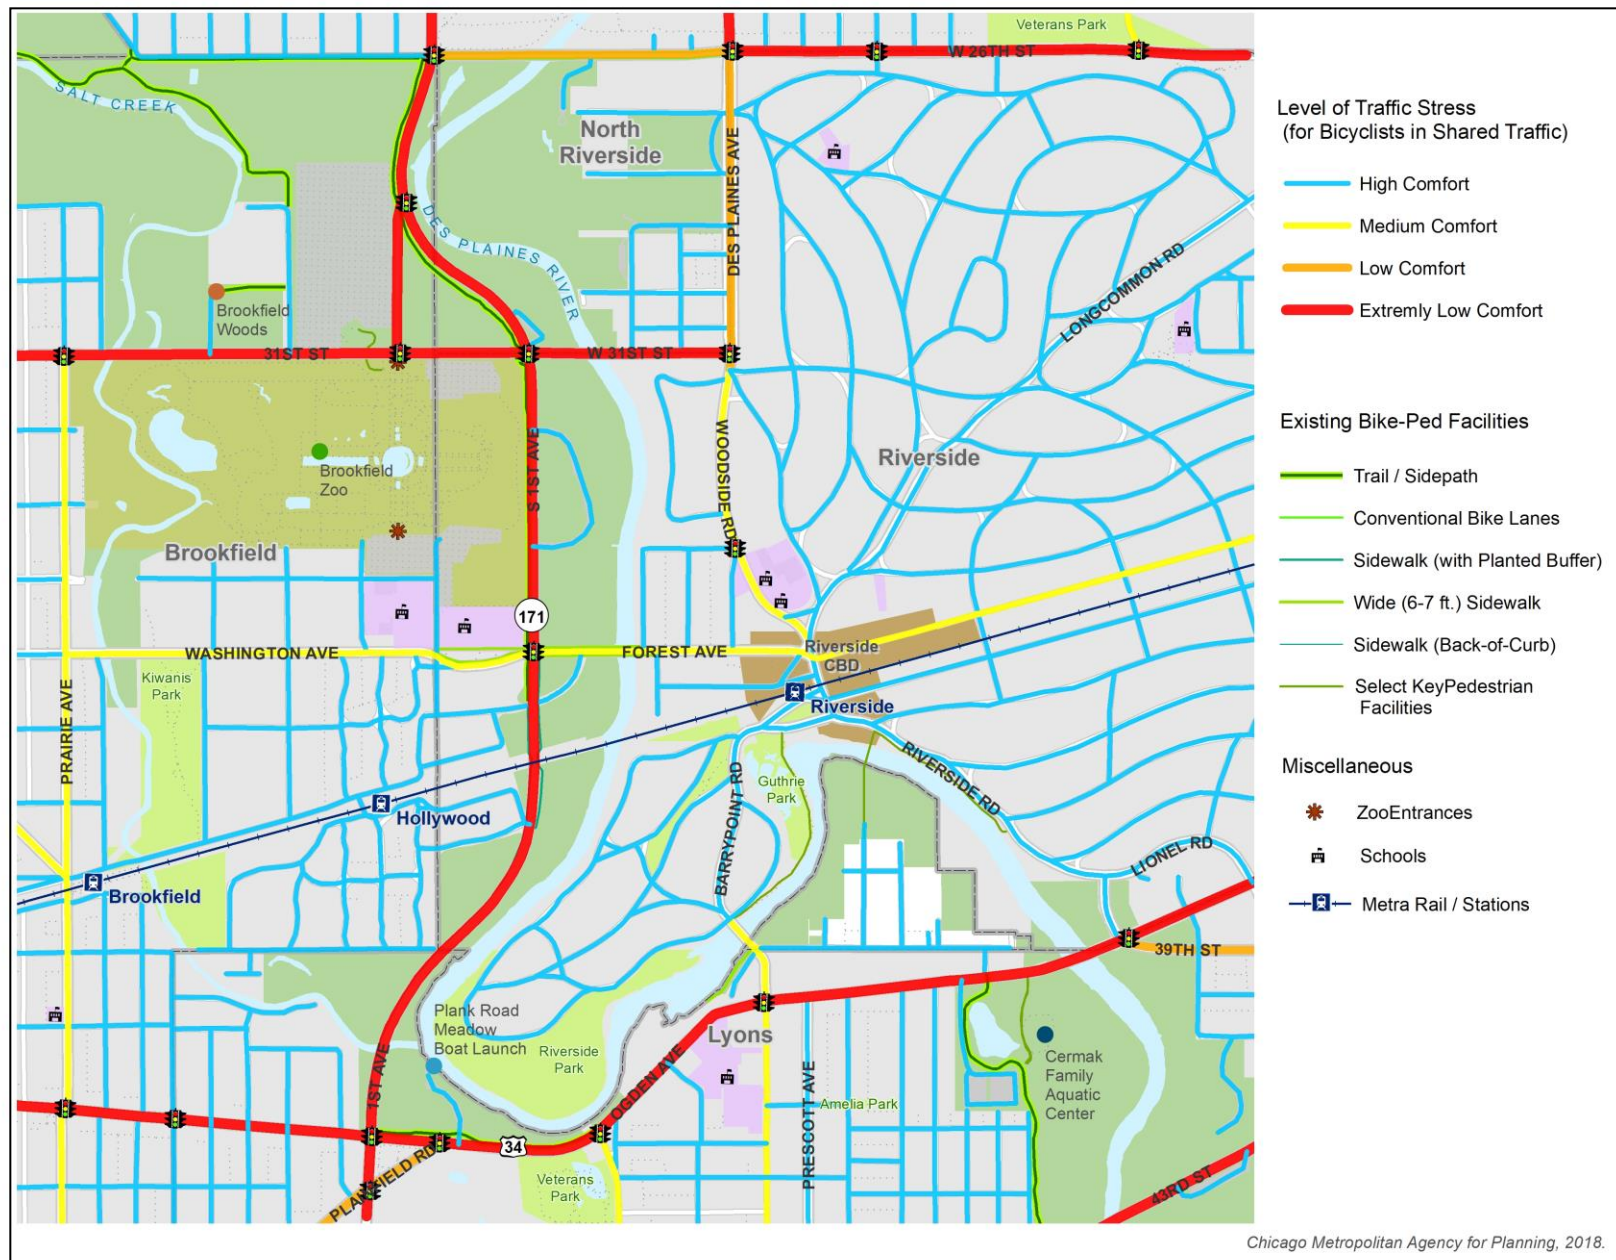 Veterans Park
W 26TH ST
SALT CREEK
North
Riverside
DES PLAINES AVE
DES PLAINES RIVER
LONGCOMMON RD
Brookfield
Woods
31ST ST
W 31ST ST
WOODSIDE RD
S 1ST AVE
Riverside
Brookfield
Zoo
Brookfield
171
WASHINGTON AVE
FOREST AVE
Riverside
CBD
Kiwanis
Park
PRAIRIE AVE
Riverside
RIVERSIDE RD
BARRYPOINT RD
Guthrie
Park
Hollywood
LIONEL RD
Brookfield
39TH ST
Plank Road
Meadow
Boat Launch
Riverside
Park
Lyons
1ST AVE
OGDEN AVE
PRESCOTT AVE
Amelia Park
Cermak
Family
Aquatic
Center
34
PLAINFIELD RD
Veterans
Park
43RD ST
Level of Traffic Stress
(for Bicyclists in Shared Traffic)
High Comfort
Medium Comfort
Low Comfort
Extremly Low Comfort
Existing Bike-Ped Facilities
Trail / Sidepath
Conventional Bike Lanes
Sidewalk (with Planted Buffer)
Wide (6-7 ft.) Sidewalk
Sidewalk (Back-of-Curb)
Select KeyPedestrian
Facilities
Miscellaneous
ZooEntrances
Schools
Metra Rail / Stations
Chicago Metropolitan Agency for Planning, 2018.